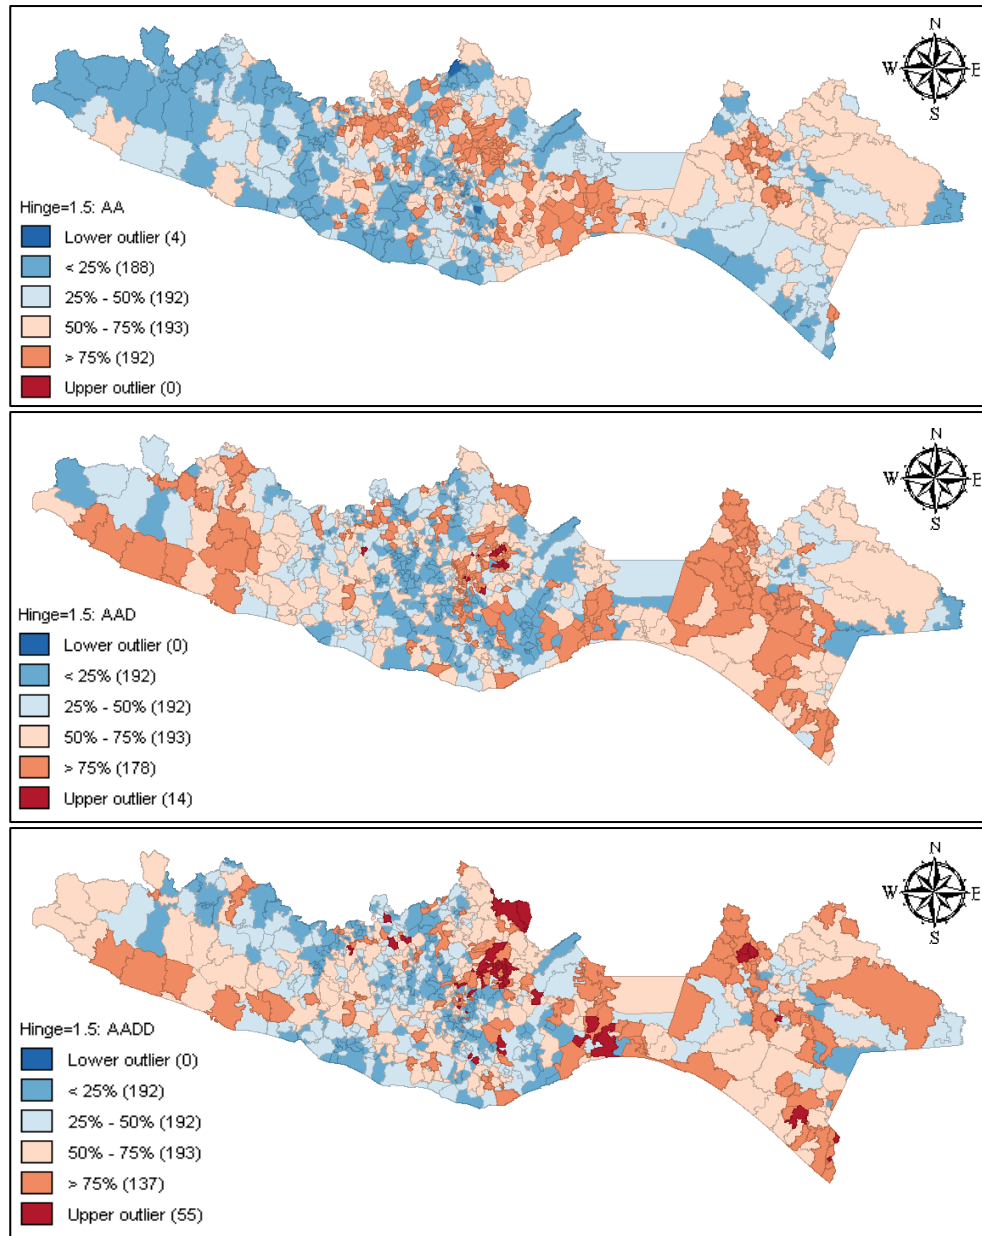 N
W E
S
Hinge=1.5: AA
Lower outlier (4)
< 25% (188)
25% - 50% (192)
50% - 75% (193)
> 75% (192)
Upper outlier (0)
N
W E
S
Hinge=1.5: AAD
Lower outlier (0)
< 25% (192)
25% - 50% (192)
50% - 75% (193)
> 75% (178)
Upper outlier (14)
N
W E
S
Hinge=1.5: AADD
Lower outlier (0)
< 25% (192)
25% - 50% (192)
50% - 75% (193)
> 75% (137)
Upper outlier (55)